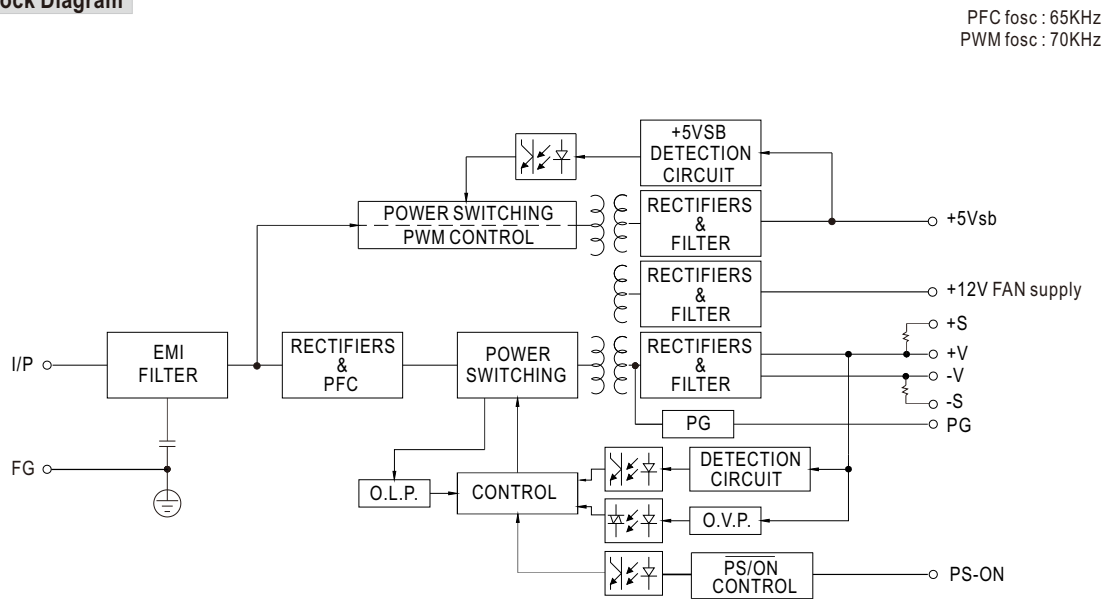 Diagram
PFC fosc : 65KHz
PWM fosc : 70KHz
+5VSB
DETECTION
CIRCUIT
POWER SWITCHING
PWM CONTROL
RECTIFIERS
&
FILTER
+5Vsb
RECTIFIERS
&
FILTER
+12V FAN supply
I/P
EMI
FILTER
RECTIFIERS
&
PFC
POWER
SWITCHING
RECTIFIERS
&
FILTER
+S
+V
-V
-S
PG
PG
FG
O.L.P.
CONTROL
DETECTION
CIRCUIT
O.V.P.
PS/ON
CONTROL
PS-ON